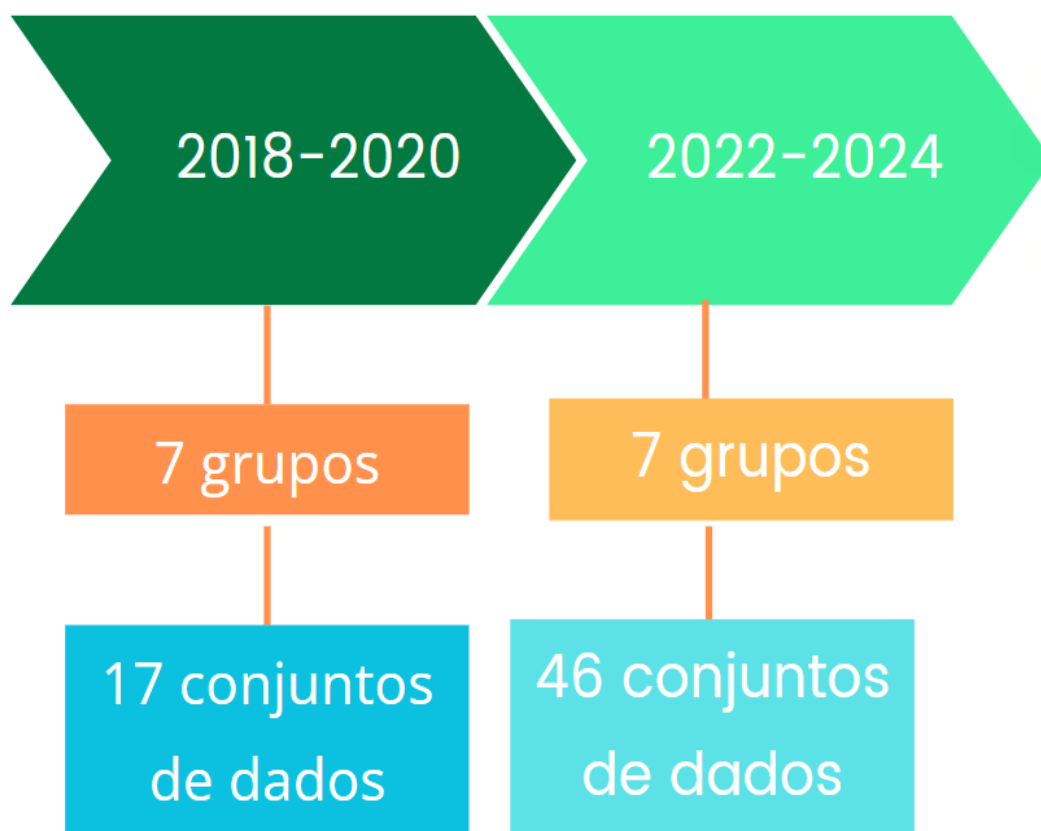 2018-2020
2022-2024
7 grupos
7 grupos
17 conjuntos
de dados
46 conjuntos
de dados